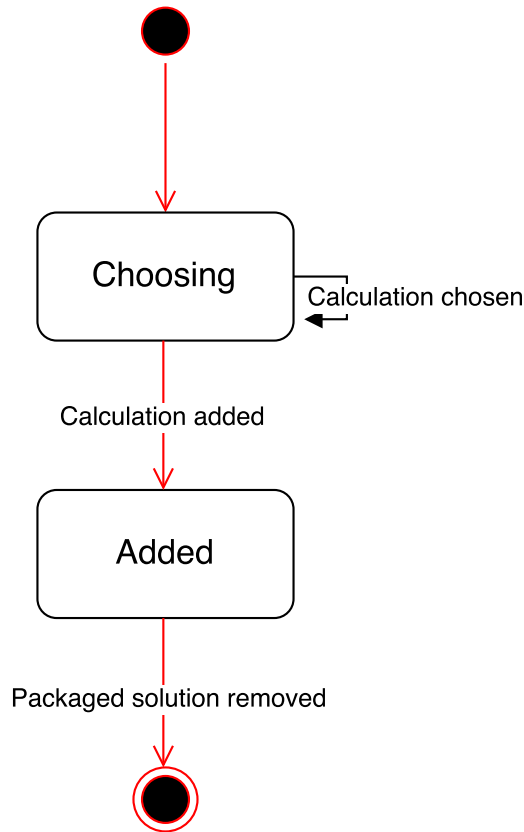 Choosing
Calculation chosen
Calculation added
Added
Packaged solution removed